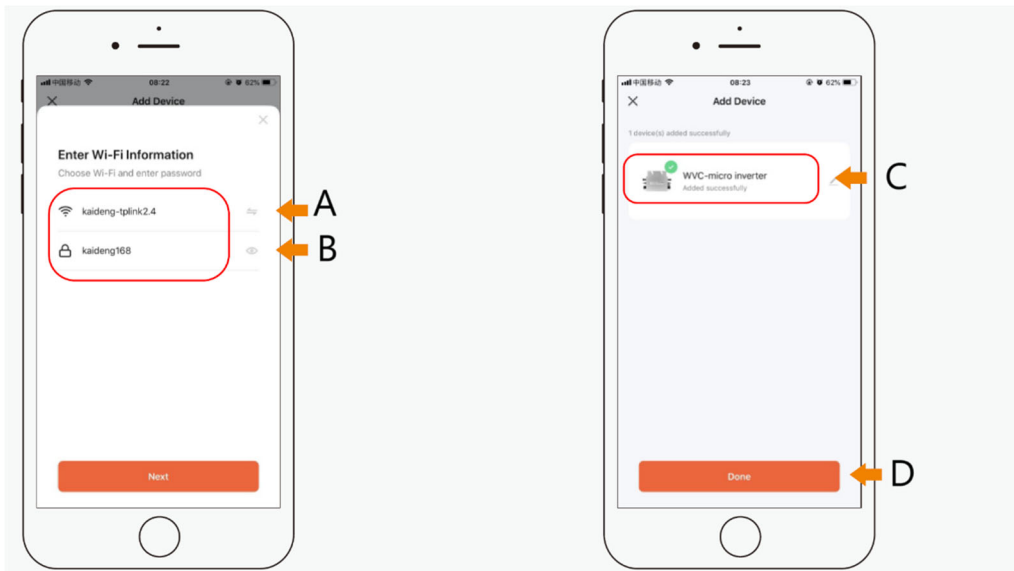 中国移动 08:22 62%
Add Device
Enter Wi-Fi Information
Choose Wi-Fi and enter password
kaideng-tplink2.4
A
kaideng168
B
Next
中国移动 08:23 62%
Add Device
1 device(s) added successfully
WVC-micro inverter
Added successfully
C
Done
D